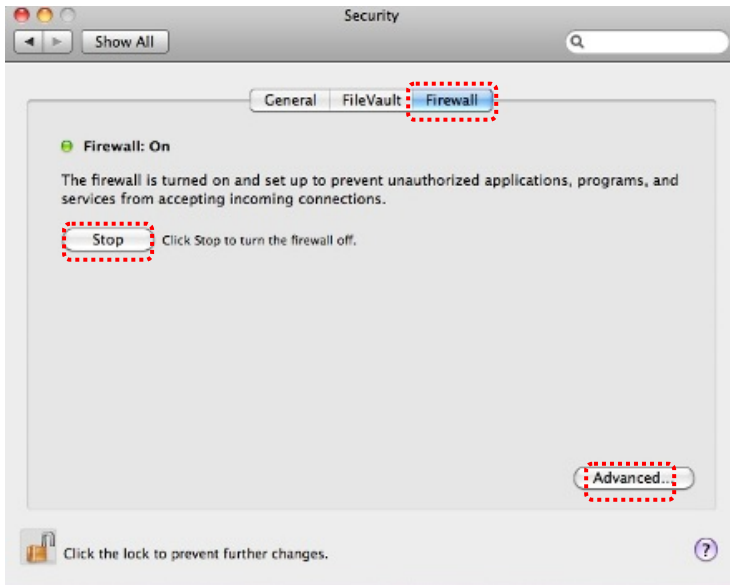 Security
Show All
General FileVault Firewall
Firewall: On
The firewall is turned on and set up to prevent unauthorized applications, programs, and
services from accepting incoming connections.
Stop Click Stop to turn the firewall off.
Advanced...
Click the lock to prevent further changes. ?